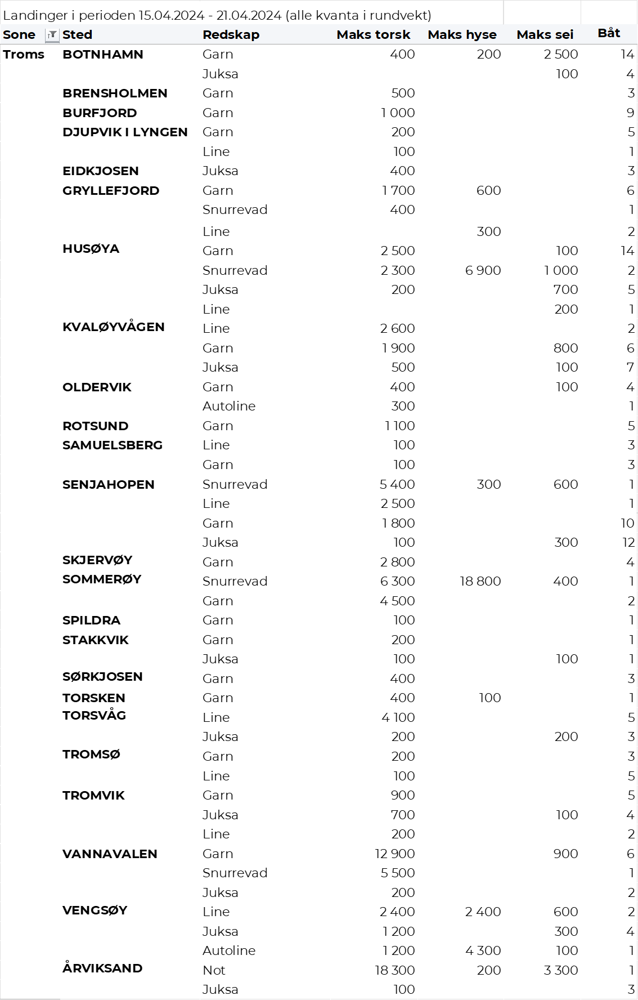 Landinger i perioden 15.04.2024 - 21.04.2024 (alle kvanta i rundvekt)
Sone Sted Redskap Maks torsk Maks hyse Maks sei Båt
Troms BOTNHAMN Garn 400 200 2 500 14
Juksa 100 4
BRENSHOLMEN Garn 500 3
BURFJORD Garn 1 000 9
DJUPVIK I LYNGEN Garn 200 5
Line 100 1
EIDKJOSEN Juksa 400 3
GRYLLEFJORD Garn 1 700 600 6
Snurrevad 400 1
Line 300 2
HUSØYA Garn 2 500 100 14
Snurrevad 2 300 6 900 1 000 2
Juksa 200 700 5
Line 200 1
KVALØYVÅGEN Line 2 600 2
Garn 1 900 800 6
Juksa 500 100 7
OLDERVIK Garn 400 100 4
Autoline 300 1
ROTSUND Garn 1 100 5
SAMUELSBERG Line 100 3
Garn 100 3
SENJAHOPEN Snurrevad 5 400 300 600 1
Line 2 500 1
Garn 1 800 10
Juksa 100 300 12
SKJERVØY Garn 2 800 4
SOMMERØY Snurrevad 6 300 18 800 400 1
Garn 4 500 2
SPILDRA Garn 100 1
STAKKVIK Garn 200 1
Juksa 100 100 1
SØRKJOSEN Garn 400 3
TORSKEN Garn 400 100 1
TORSVÅG Line 4 100 5
Juksa 200 200 3
TROMSØ Garn 200 3
Line 100 5
TROMVIK Garn 900 5
Juksa 700 100 4
Line 200 2
VANNAVALEN Garn 12 900 900 6
Snurrevad 5 500 1
Juksa 200 2
VENGSØY Line 2 400 2 400 600 2
Juksa 1 200 300 4
Autoline 1 200 4 300 100 1
ÅRVIKSAND Not 18 300 200 3 300 1
Juksa 100 3